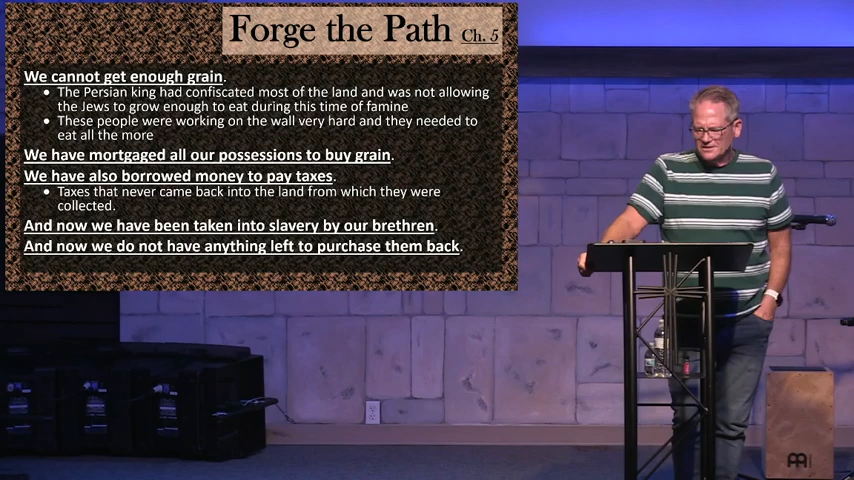 Forge the Path Ch. 5
We cannot get enough grain.
• The Persian king had confiscated most of the land and was not allowing
the Jews to grow enough to eat during this time of famine
• These people were working on the wall very hard and they needed to
eat all the more
We have mortgaged all our possessions to buy grain.
We have also borrowed money to pay taxes.
• Taxes that never came back into the land from which they were
collected.
And now we have been taken into slavery by our brethren.
And now we do not have anything left to purchase them back.